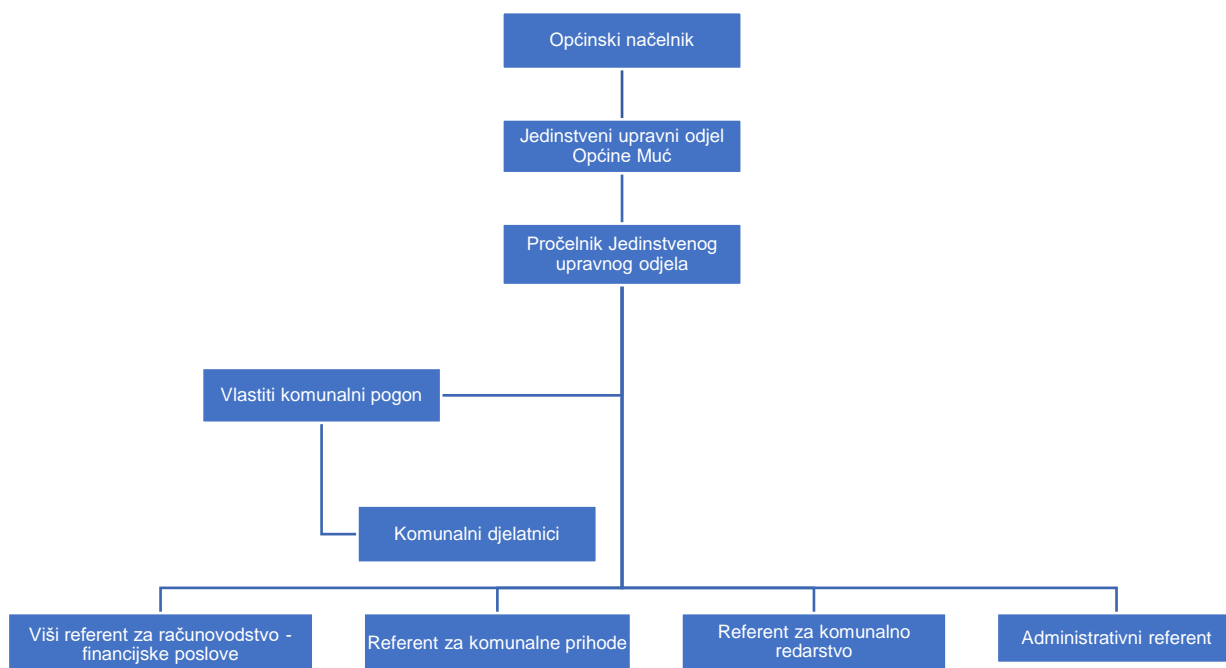 Općinski načelnik
Jedinstveni upravni odjel
Općine Muć
Pročelnik Jedinstvenog
upravnog odjela
Vlastiti komunalni pogon
Komunalni djelatnici
Viši referent za računovodstvo -
financijske poslove
Referent za komunalne prihode
Referent za komunalno
redarstvo
Administrativni referent